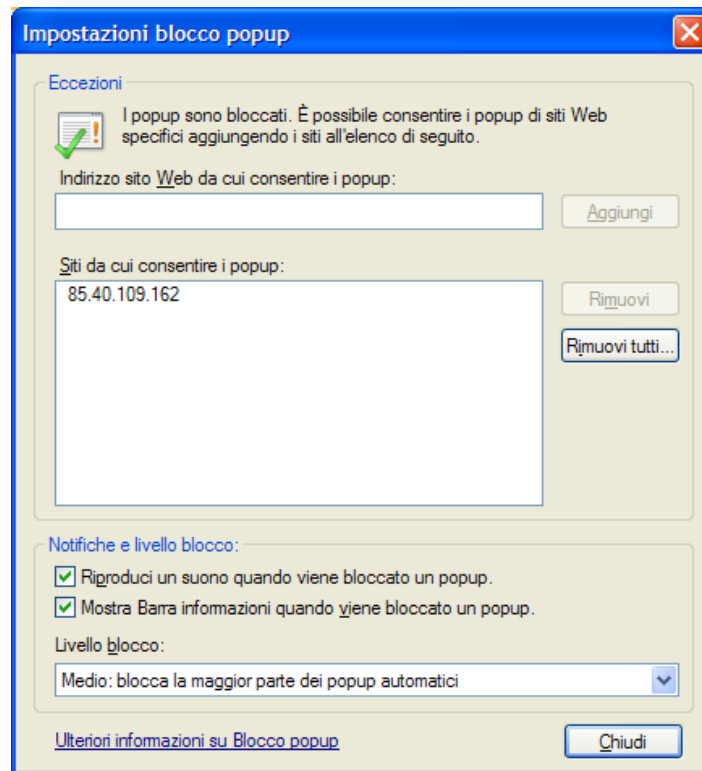 Impostazioni blocco popup
Eccezioni
I popup sono bloccati. È possibile consentire i popup di siti Web
specifici aggiungendo i siti all'elenco di seguito.
Indirizzo sito Web da cui consentire i popup:
Aggiungi
Siti da cui consentire i popup:
85.40.109.162
Rimuovi
Rimuovi tutti...
Notifiche e livello blocco:
Riproduci un suono quando viene bloccato un popup.
Mostra Barra informazioni quando viene bloccato un popup.
Livello blocco:
Medio: blocca la maggior parte dei popup automatici
Ulteriori informazioni su Blocco popup
Chiudi